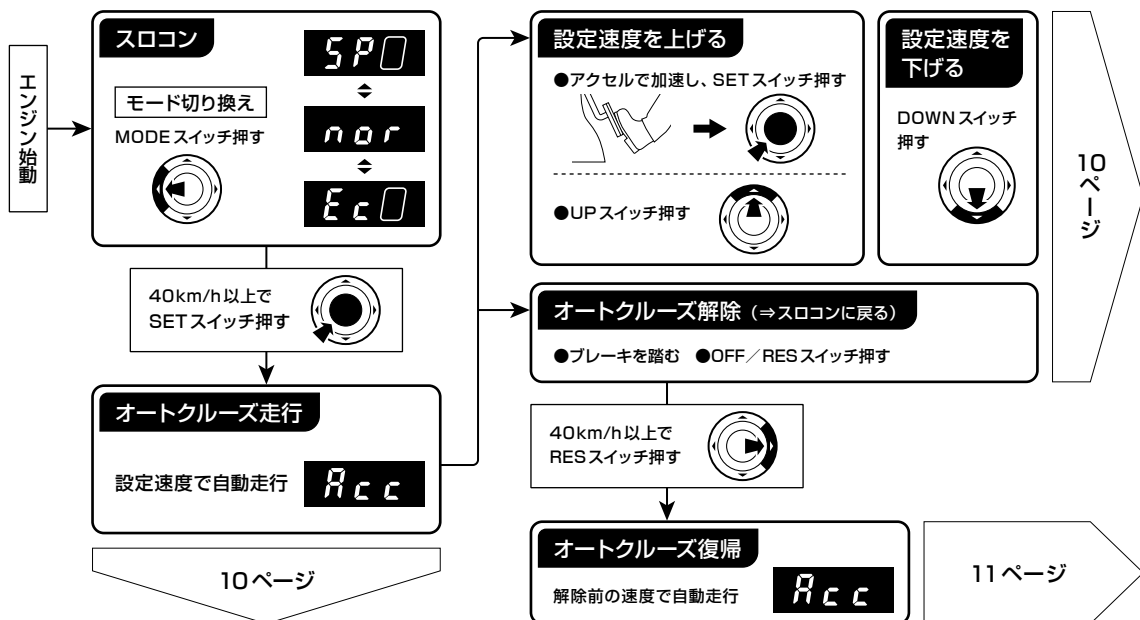 エンジン始動
スロコン
モード切り換え
MODEスイッチ押す
SP0
nor
Ec0
40km/h以上で
SETスイッチ押す
オートクルーズ走行
設定速度で自動走行
Acc
10ページ
設定速度を上げる
●アクセルで加速し、SETスイッチ押す
●UPスイッチ押す
設定速度を
下げる
DOWNスイッチ
押す
10ページ
オートクルーズ解除（⇒スロコンに戻る）
●ブレーキを踏む ●OFF／RESスイッチ押す
40km/h以上で
RESスイッチ押す
オートクルーズ復帰
解除前の速度で自動走行
Acc
11ページ